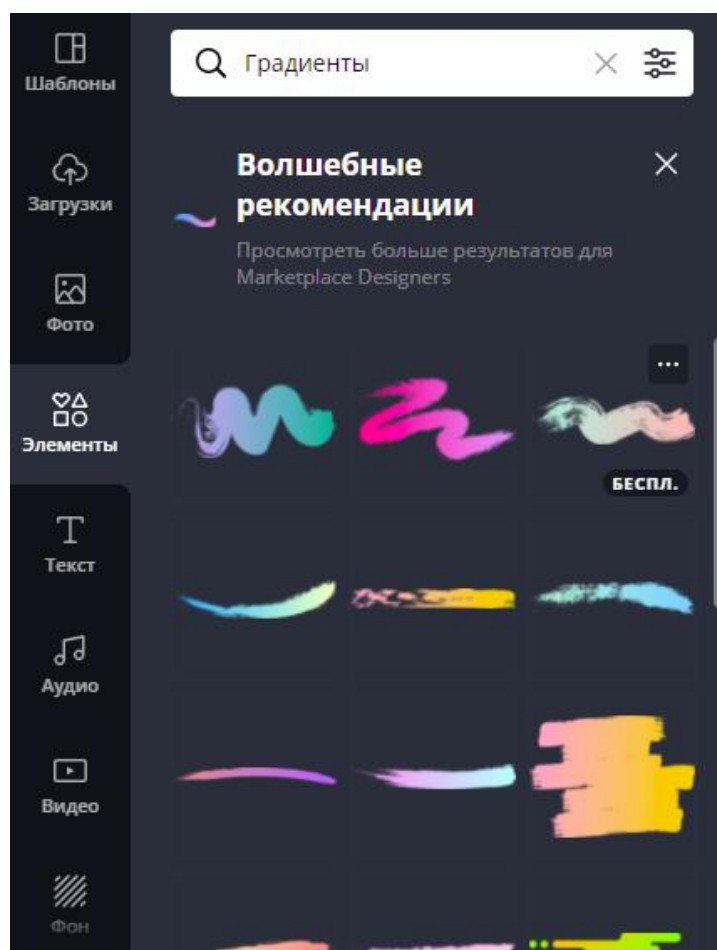 Шаблоны
Загрузки
Фото
Элементы
Текст
Аудио
Видео
Фон
Градиенты
Волшебные
рекомендации
Просмотреть больше результатов для
Marketplace Designers
БЕСПЛ.